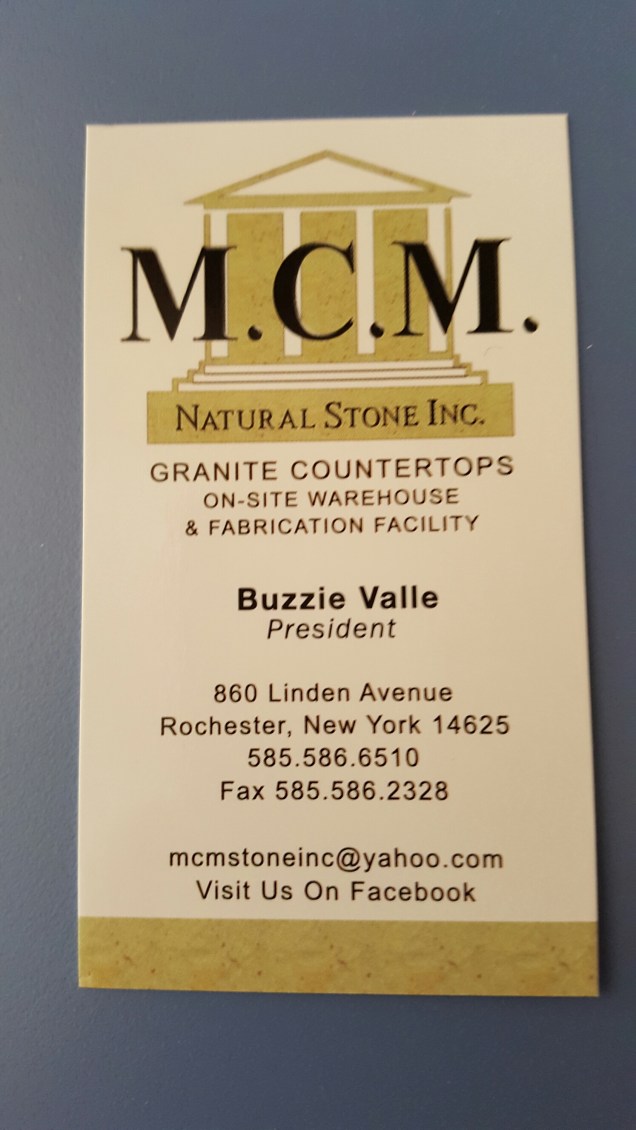 M.C.M.
NATURAL STONE INC.
GRANITE COUNTERTOPS
ON-SITE WAREHOUSE
& FABRICATION FACILITY
Buzzie Valle
President
860 Linden Avenue
Rochester, New York 14625
585.586.6510
Fax 585.586.2328
mcmstoneinc@yahoo.com
Visit Us On Facebook